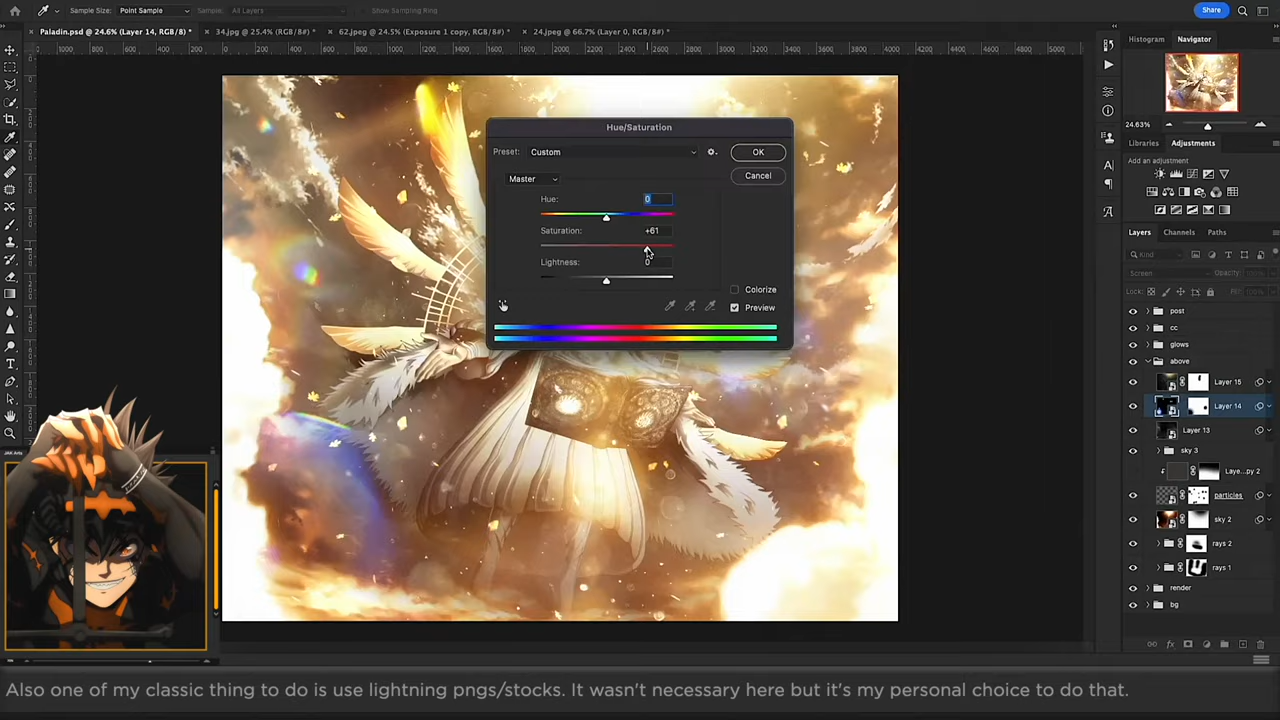 Sample Size: Point Sample Sample: All Layers Show Sampling Ring Share
Paladin.psd @ 24.6% (Layer 14, RGB/8) * 34.jpg @ 25.4% (RGB/8#) * 62.jpeg @ 24.5% (Exposure 1 copy, RGB/8#) * 24.jpeg @ 66.7% (Layer 0, RGB/8#) *
Histogram Navigator
24.63%
Libraries Adjustments
Add an adjustment
Layers Channels Paths
Kind
Screen Opacity: 100%
Lock: Fill: 100%
post
cc
glows
above
Layer 15
Layer 14
Layer 13
sky 3
Laye...py 2
particles
sky 2
rays 2
rays 1
render
bg
Hue/Saturation
Preset: Custom OK
Cancel
Master
Hue: 0
Saturation: +61
Lightness: 0
Colorize
Preview
Also one of my classic thing to do is use lightning pngs/stocks. It wasn't necessary here but it's my personal choice to do that.